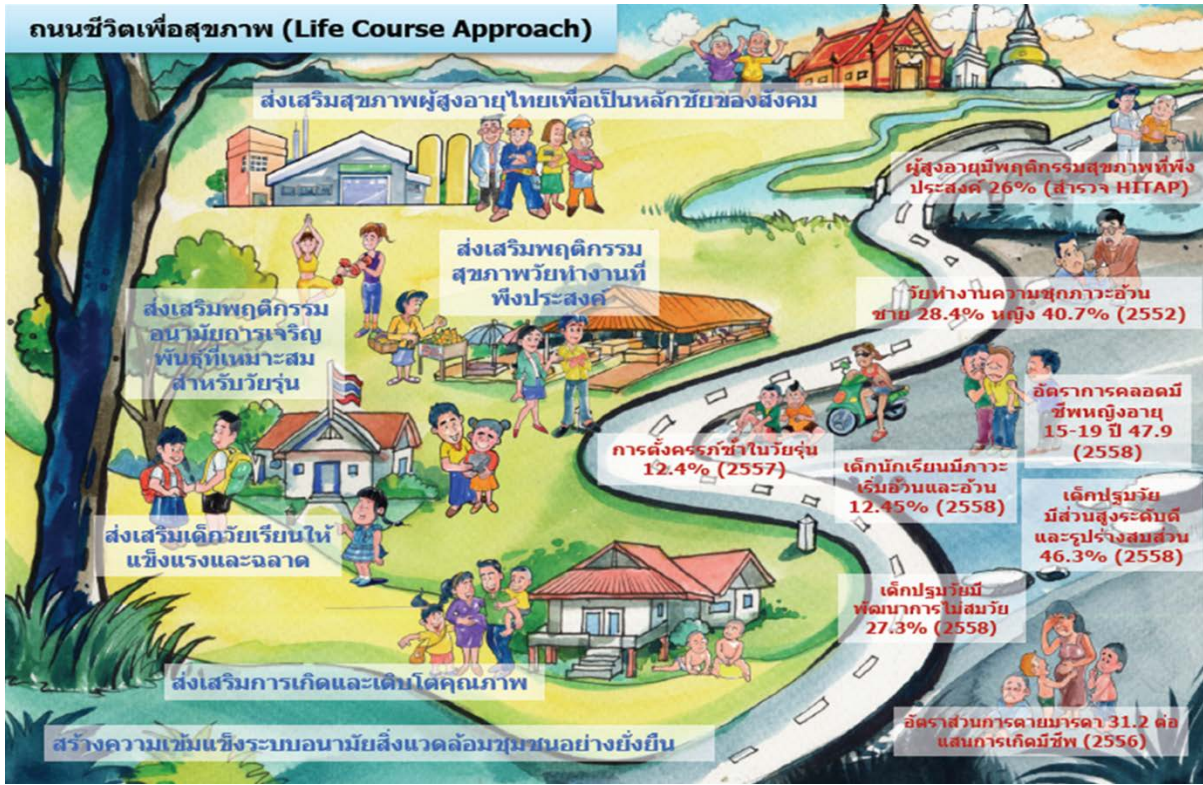 ถนนชีวิตเพื่อสุขภาพ (Life Course Approach)
ส่งเสริมสุขภาพผู้สูงอายุไทยเพื่อเป็นหลักชัยของสังคม
ผู้สูงอายุมีพฤติกรรมสุขภาพที่พึง
ประสงค์ 26% (สำรวจ HITAP)
ส่งเสริมพฤติกรรม
สุขภาพวัยทำงานที่
พึงประสงค์
วัยทำงานความชุกภาวะอ้วน
ชาย 28.4% หญิง 40.7% (2552)
ส่งเสริมพฤติกรรม
อนามัยการเจริญ
พันธุ์ที่เหมาะสม
สำหรับวัยรุ่น
อัตราการคลอดมี
ชีพหญิงอายุ
15-19 ปี 47.9
(2558)
การตั้งครรภ์ซ้ำในวัยรุ่น
12.4% (2557)
เด็กนักเรียนมีภาวะ
เริ่มอ้วนและอ้วน
12.45% (2558)
เด็กปฐมวัย
มีส่วนสูงระดับดี
และรูปร่างสมส่วน
46.3% (2558)
ส่งเสริมเด็กวัยเรียนให้
แข็งแรงและฉลาด
เด็กปฐมวัยมี
พัฒนาการไม่สมวัย
27.3% (2558)
ส่งเสริมการเกิดและเติบโตคุณภาพ
อัตราส่วนการตายมารดา 31.2 ต่อ
แสนการเกิดมีชีพ (2556)
สร้างความเข้มแข็งระบบอนามัยสิ่งแวดล้อมชุมชนอย่างยั่งยืน